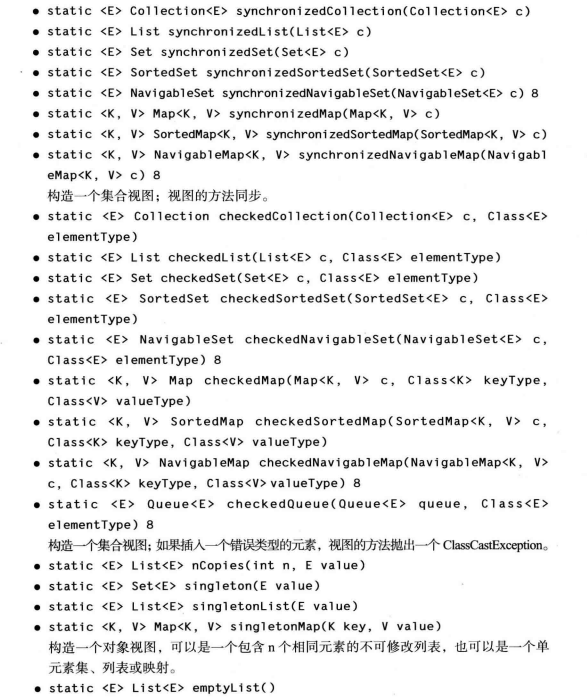 • static <E> Collection<E> synchronizedCollection(Collection<E> c)
• static <E> List synchronizedList(List<E> c)
• static <E> Set synchronizedSet(Set<E> c)
• static <E> SortedSet synchronizedSortedSet(SortedSet<E> c)
• static <E> NavigableSet synchronizedNavigableSet(NavigableSet<E> c) 8
• static <K, V> Map<K, V> synchronizedMap(Map<K, V> c)
• static <K, V> SortedMap<K, V> synchronizedSortedMap(SortedMap<K, V> c)
• static <K, V> NavigableMap<K, V> synchronizedNavigableMap(Navigabl
eMap<K, V> c) 8
构造一个集合视图；视图的方法同步。
• static <E> Collection checkedCollection(Collection<E> c, Class<E>
elementType)
• static <E> List checkedList(List<E> c, Class<E> elementType)
• static <E> Set checkedSet(Set<E> c, Class<E> elementType)
• static <E> SortedSet checkedSortedSet(SortedSet<E> c, Class<E>
elementType)
• static <E> NavigableSet checkedNavigableSet(NavigableSet<E> c,
Class<E> elementType) 8
• static <K, V> Map checkedMap(Map<K, V> c, Class<K> keyType,
Class<V> valueType)
• static <K, V> SortedMap checkedSortedMap(SortedMap<K, V> c,
Class<K> keyType, Class<V> valueType)
• static <K, V> NavigableMap checkedNavigableMap(NavigableMap<K, V>
c, Class<K> keyType, Class<V> valueType) 8
• static <E> Queue<E> checkedQueue(Queue<E> queue, Class<E>
elementType) 8
构造一个集合视图；如果插入一个错误类型的元素，视图的方法抛出一个 ClassCastException。
• static <E> List<E> nCopies(int n, E value)
• static <E> Set<E> singleton(E value)
• static <E> List<E> singletonList(E value)
• static <K, V> Map<K, V> singletonMap(K key, V value)
构造一个对象视图，可以是一个包含 n 个相同元素的不可修改列表，也可以是一个单
元素集、列表或映射。
• static <E> List<E> emptyList()